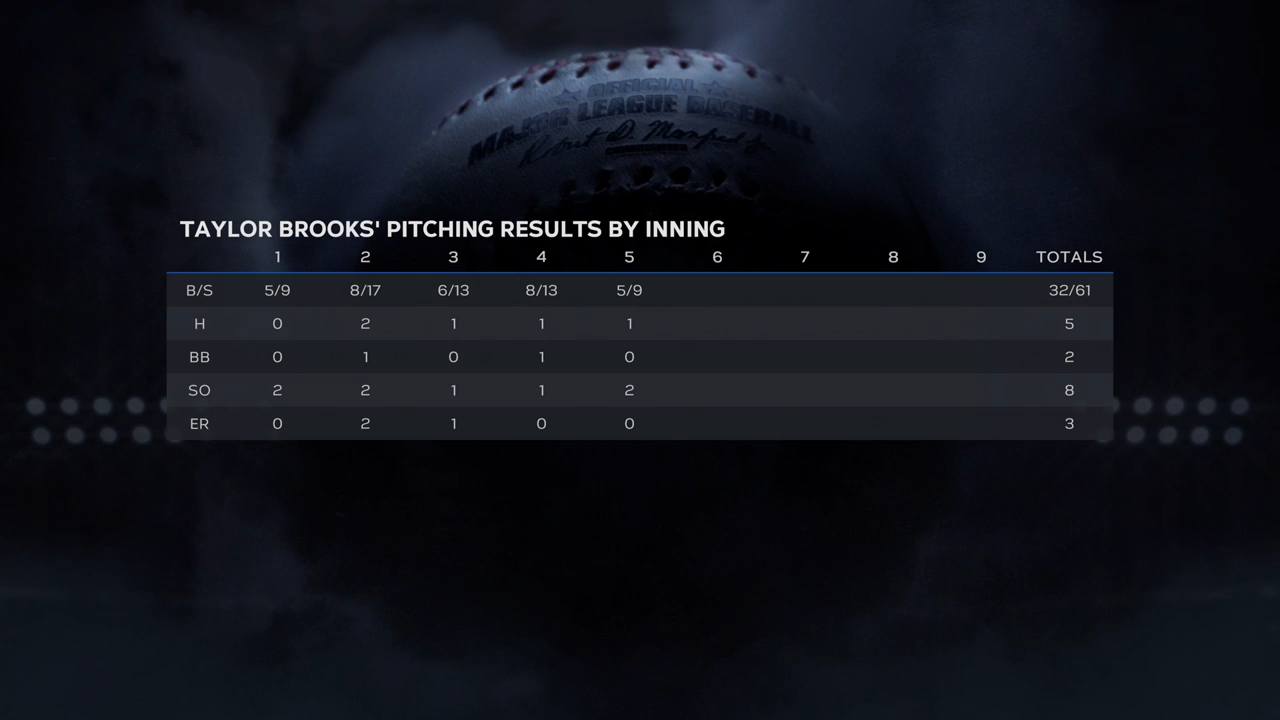 OFFICIAL
MAJOR LEAGUE BASEBALL
Robert D. Manfred Jr.
TAYLOR BROOKS' PITCHING RESULTS BY INNING
1 2 3 4 5 6 7 8 9 TOTALS
B/S 5/9 8/17 6/13 8/13 5/9 32/61
H 0 2 1 1 1 5
BB 0 1 0 1 0 2
SO 2 2 1 1 2 8
ER 0 2 1 0 0 3